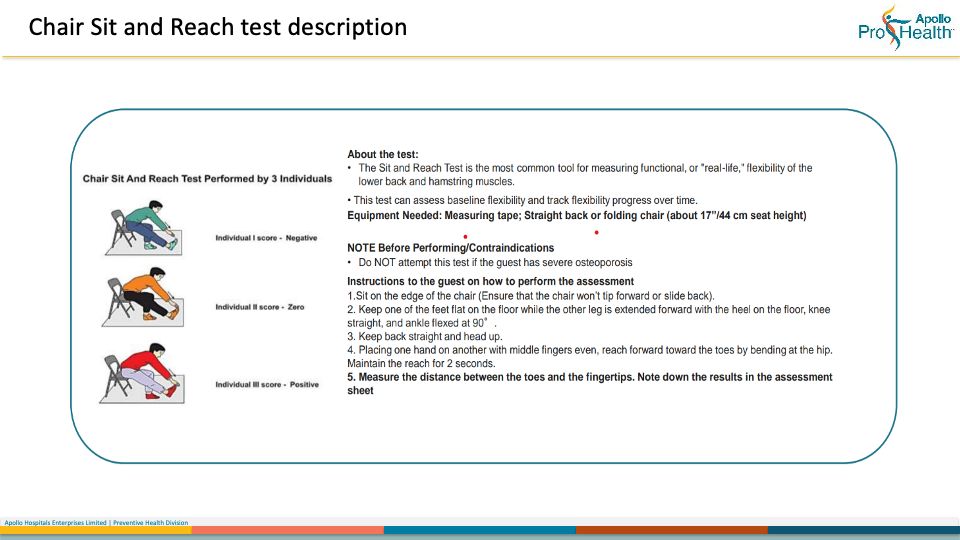 Chair Sit and Reach test description
Apollo
ProHealth
About the test:
• The Sit and Reach Test is the most common tool for measuring functional, or "real-life," flexibility of the
lower back and hamstring muscles.
• This test can assess baseline flexibility and track flexibility progress over time.
Equipment Needed: Measuring tape; Straight back or folding chair (about 17"/44 cm seat height)
NOTE Before Performing/Contraindications
• Do NOT attempt this test if the guest has severe osteoporosis
Instructions to the guest on how to perform the assessment
1.Sit on the edge of the chair (Ensure that the chair won't tip forward or slide back).
2. Keep one of the feet flat on the floor while the other leg is extended forward with the heel on the floor, knee
straight, and ankle flexed at 90° .
3. Keep back straight and head up.
4. Placing one hand on another with middle fingers even, reach forward toward the toes by bending at the hip.
Maintain the reach for 2 seconds.
5. Measure the distance between the toes and the fingertips. Note down the results in the assessment
sheet
Chair Sit And Reach Test Performed by 3 Individuals
Individual I score - Negative
Individual II score - Zero
Individual III score - Positive
Apollo Hospitals Enterprises Limited | Preventive Health Division